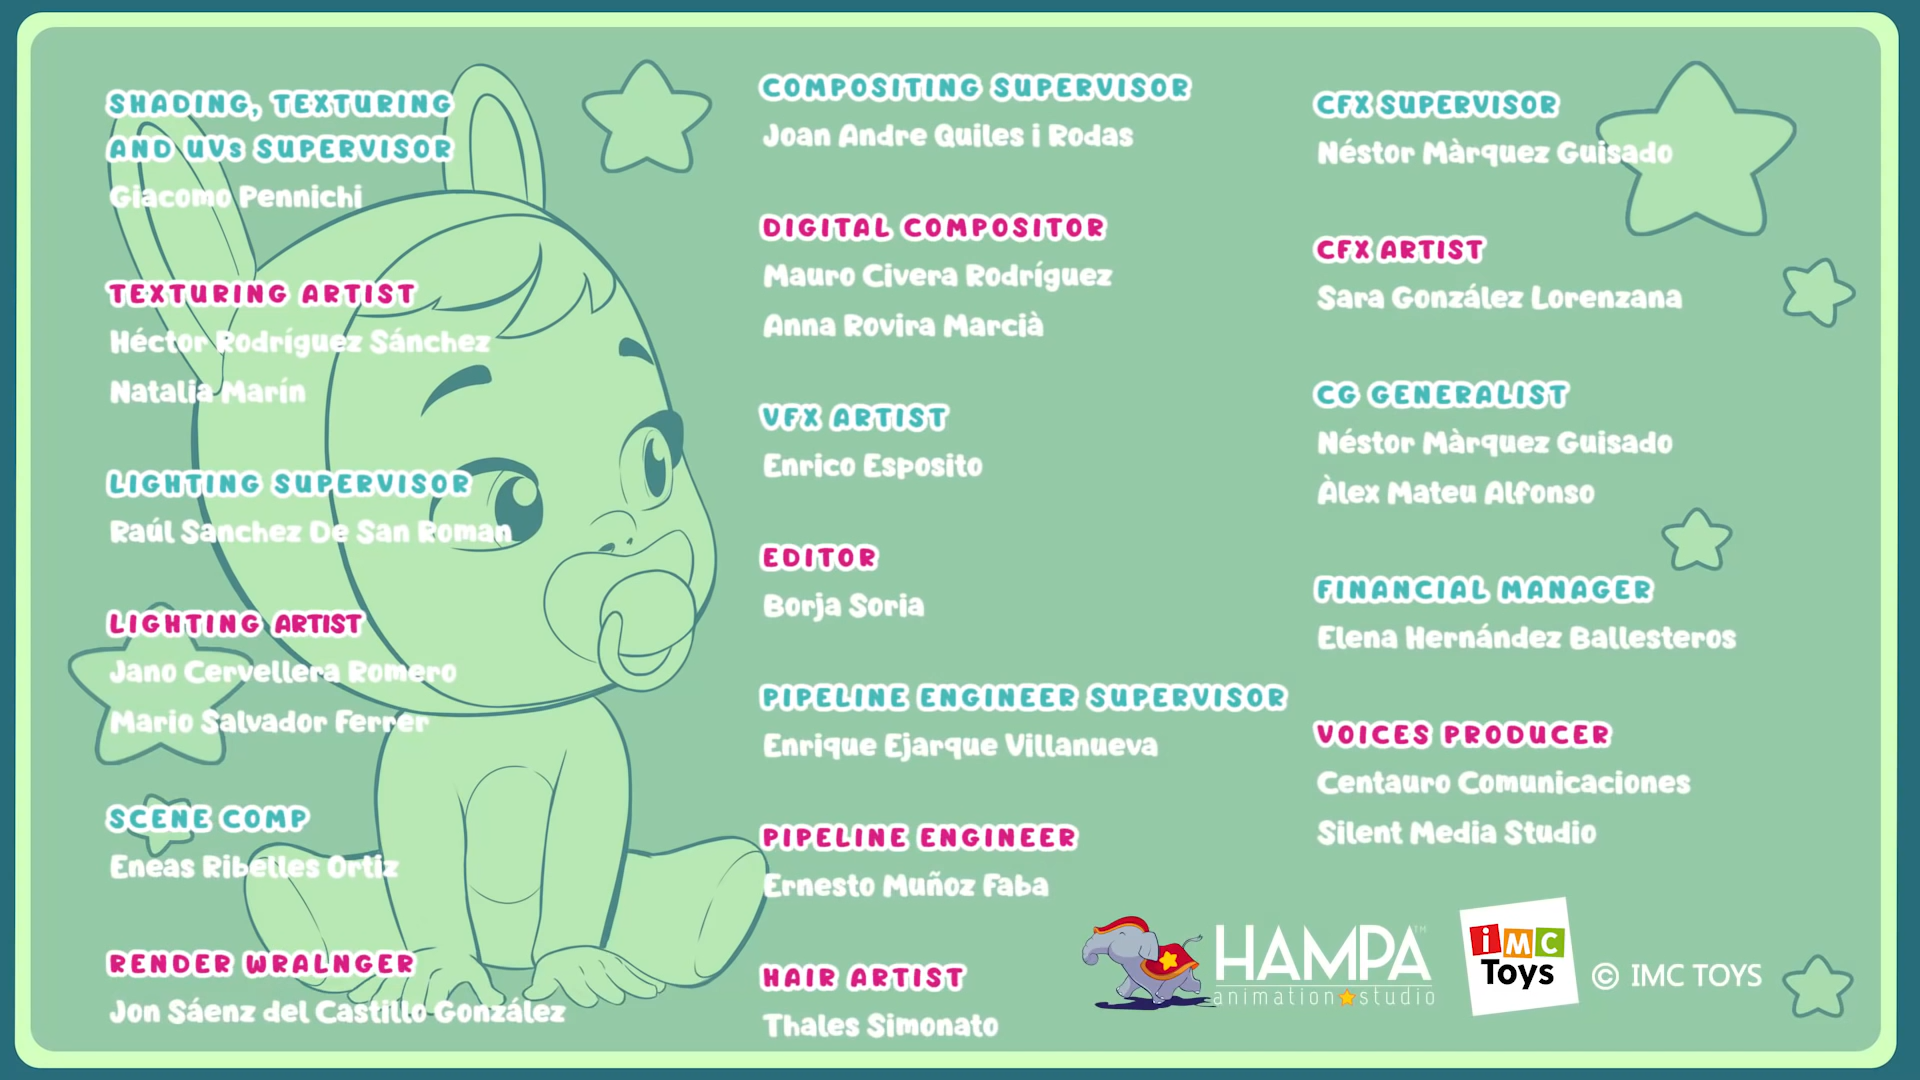 SHADING, TEXTURING
AND UVs SUPERVISOR
Giacomo Pennichi
TEXTURING ARTIST
Héctor Rodríguez Sánchez
Natalia Marín
LIGHTING SUPERVISOR
Raúl Sanchez De San Roman
LIGHTING ARTIST
Jano Cervellera Romero
Mario Salvador Ferrer
SCENE COMP
Eneas Ribelles Ortiz
RENDER WRALNGER
Jon Sáenz del Castillo González
COMPOSITING SUPERVISOR
Joan Andre Quiles i Rodas
DIGITAL COMPOSITOR
Mauro Civera Rodríguez
Anna Rovira Marcià
VFX ARTIST
Enrico Esposito
EDITOR
Borja Soria
PIPELINE ENGINEER SUPERVISOR
Enrique Ejarque Villanueva
PIPELINE ENGINEER
Ernesto Muñoz Faba
HAIR ARTIST
Thales Simonato
CFX SUPERVISOR
Néstor Màrquez Guisado
CFX ARTIST
Sara González Lorenzana
CG GENERALIST
Néstor Màrquez Guisado
Àlex Mateu Alfonso
FINANCIAL MANAGER
Elena Hernández Ballesteros
VOICES PRODUCER
Centauro Comunicaciones
Silent Media Studio
HAMPA™
animation studio
iMC
Toys
© IMC TOYS